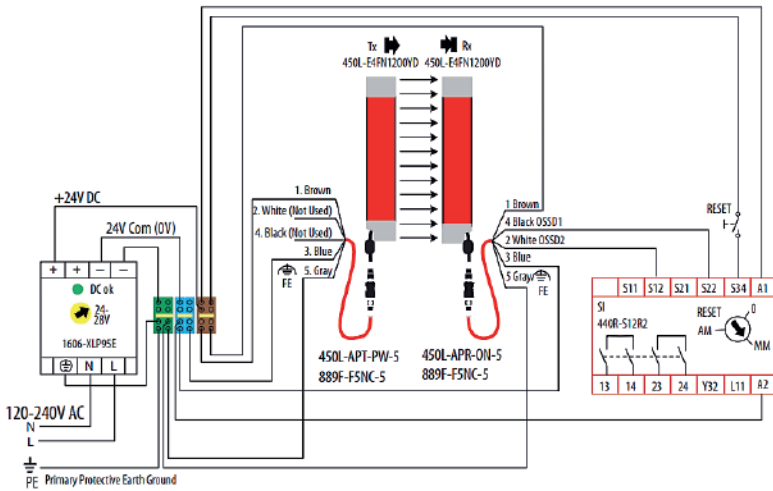 Tx Rx
450L-E4FN1200YD 450L-E4FN1200YD
+24V DC
24V Com (0V)
1. Brown
2. White (Not Used)
4. Black (Not Used)
3. Blue
5. Gray
FE
1 Brown
4 Black OSSD1
2 White OSSD2
3 Blue
5 Gray
FE
RESET
+ + – –
DC ok
24-
28V
1606-XLP95E
N L
450L-APT-PW-5
889F-F5NC-5
450L-APR-ON-5
889F-F5NC-5
S11 S12 S21 S22 S34 A1
SI
440R-S12R2
RESET
0
AM
MM
13 14 23 24 Y32 L11 A2
120-240V AC
N
L
PE Primary Protective Earth Ground